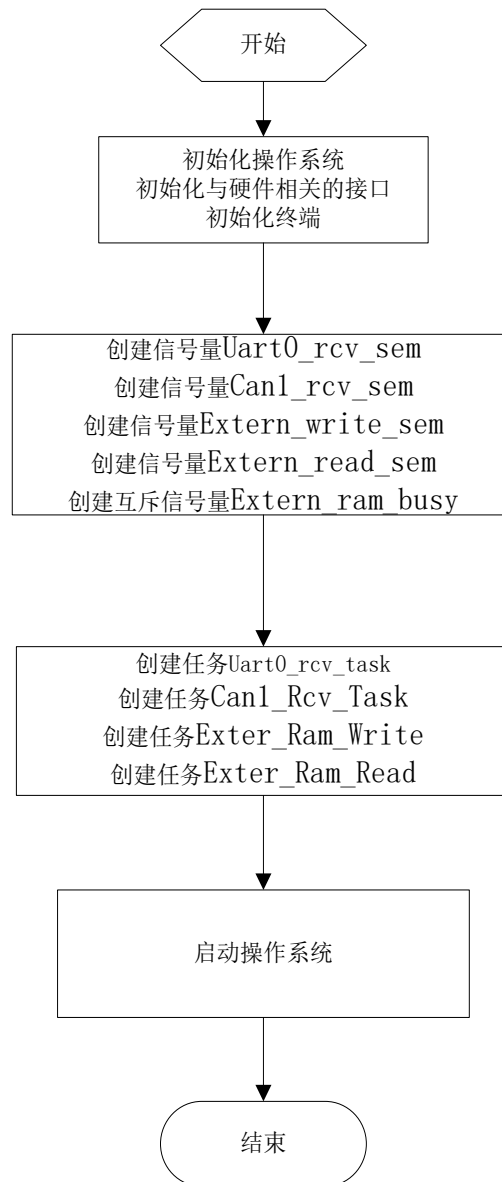 开始
初始化操作系统
初始化与硬件相关的接口
初始化终端
创建信号量Uart0_rcv_sem
创建信号量Can1_rcv_sem
创建信号量Extern_write_sem
创建信号量Extern_read_sem
创建互斥信号量Extern_ram_busy
创建任务Uart0_rcv_task
创建任务Can1_Rcv_Task
创建任务Exter_Ram_Write
创建任务Exter_Ram_Read
启动操作系统
结束